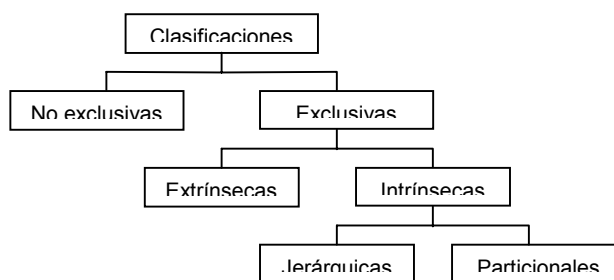 Clasificaciones
No exclusivas
Exclusivas
Extrínsecas
Intrínsecas
Jerárquicas
Particionales